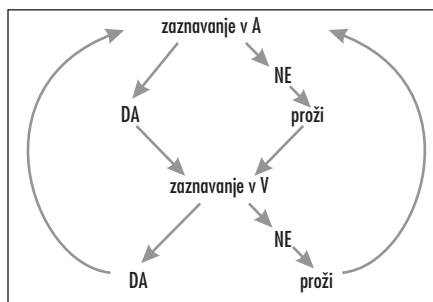 zaznavanje v A
NE
DA
proži
zaznavanje v V
NE
DA
proži